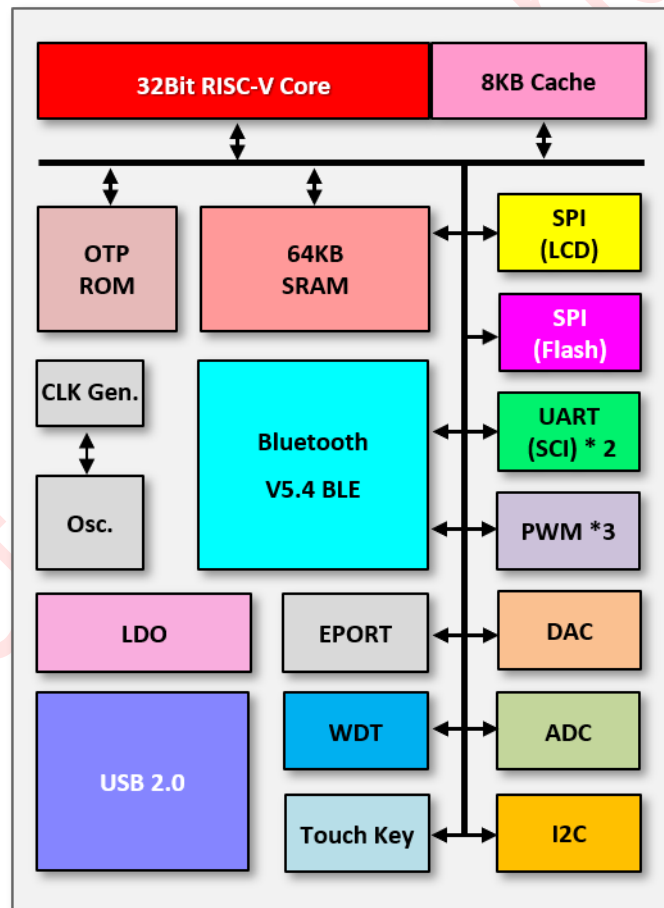 32Bit RISC-V Core
8KB Cache
OTP
ROM
64KB
SRAM
SPI
(LCD)
SPI
(Flash)
CLK Gen.
Bluetooth
V5.4 BLE
UART
(SCI) * 2
Osc.
PWM *3
LDO
EPORT
DAC
USB 2.0
WDT
ADC
Touch Key
I2C